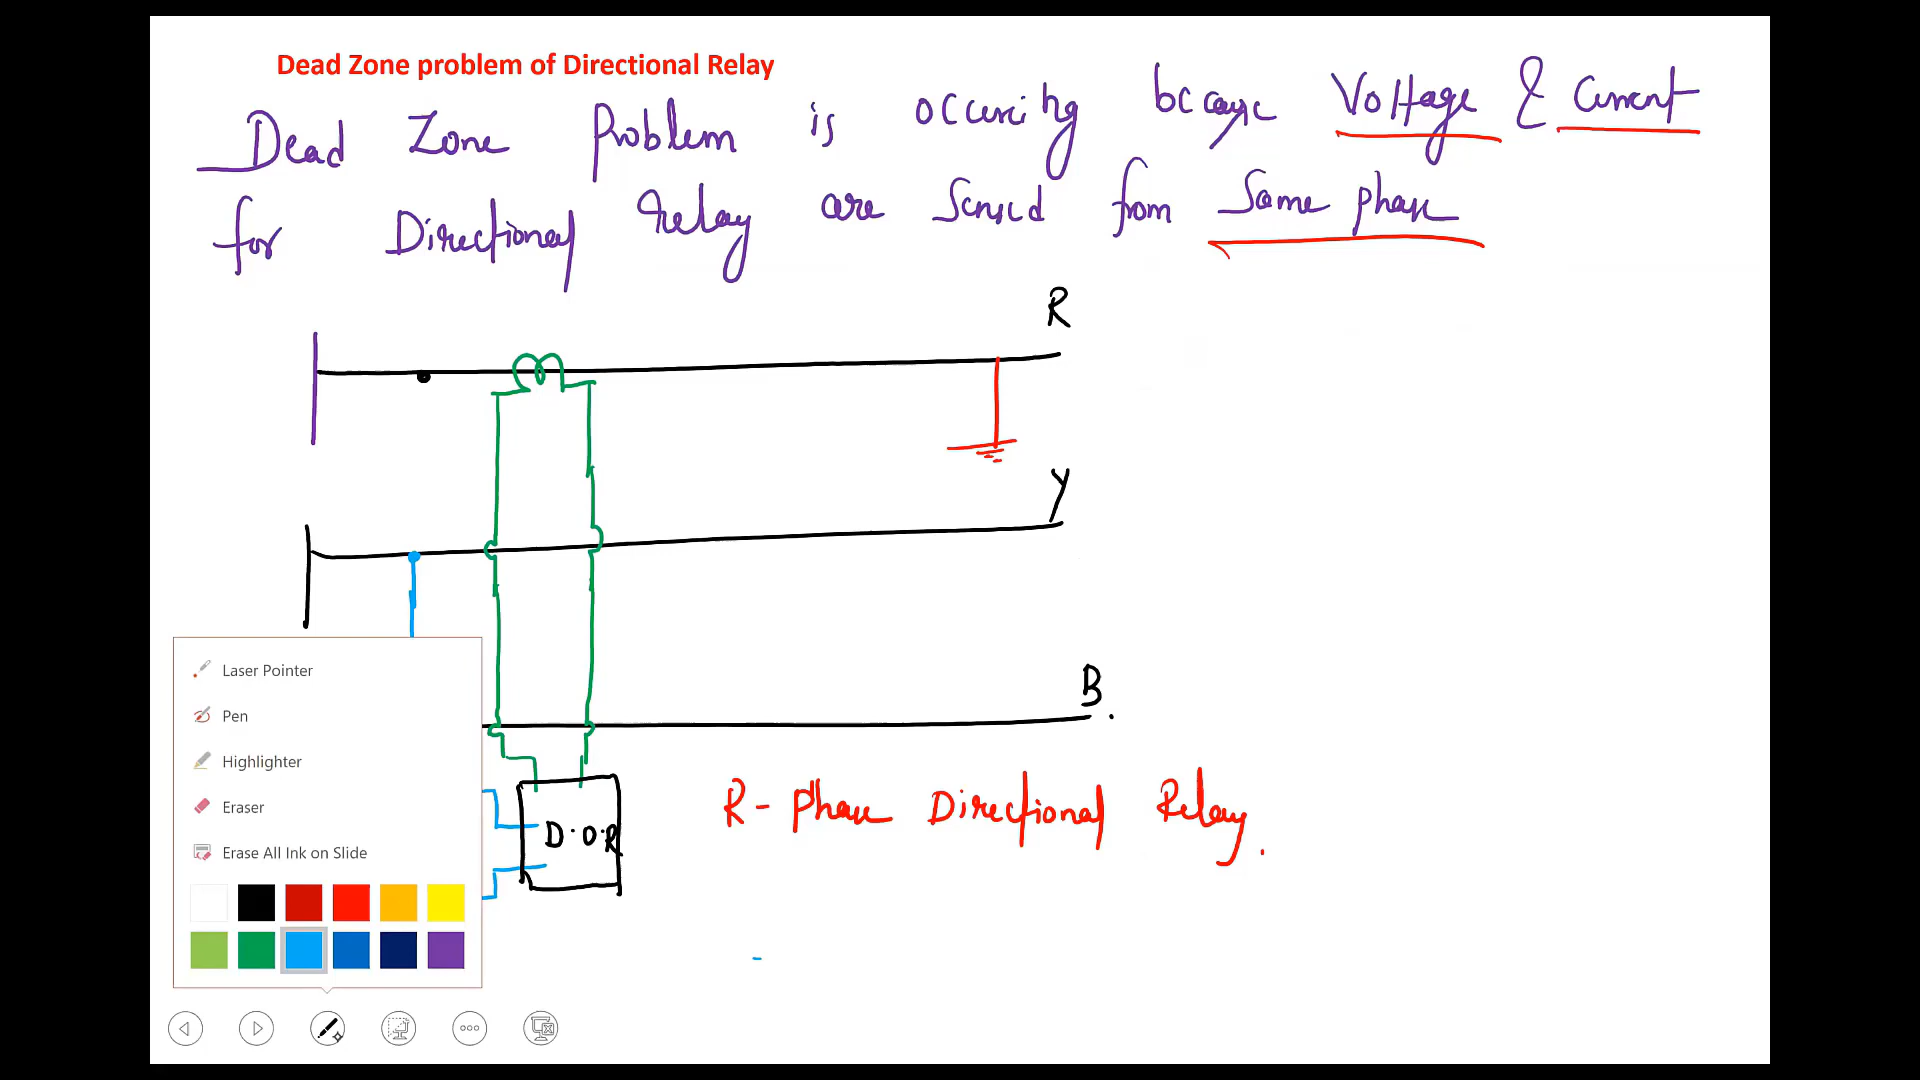 Dead Zone problem of Directional Relay
Dead Zone Problem is occuring because Voltage & Current
for Directional Relay are Sensed from Same phase
R
Y
B.
Laser Pointer
Pen
Highlighter
Eraser
Erase All Ink on Slide
D.O.R
R-Phase Directional Relay.